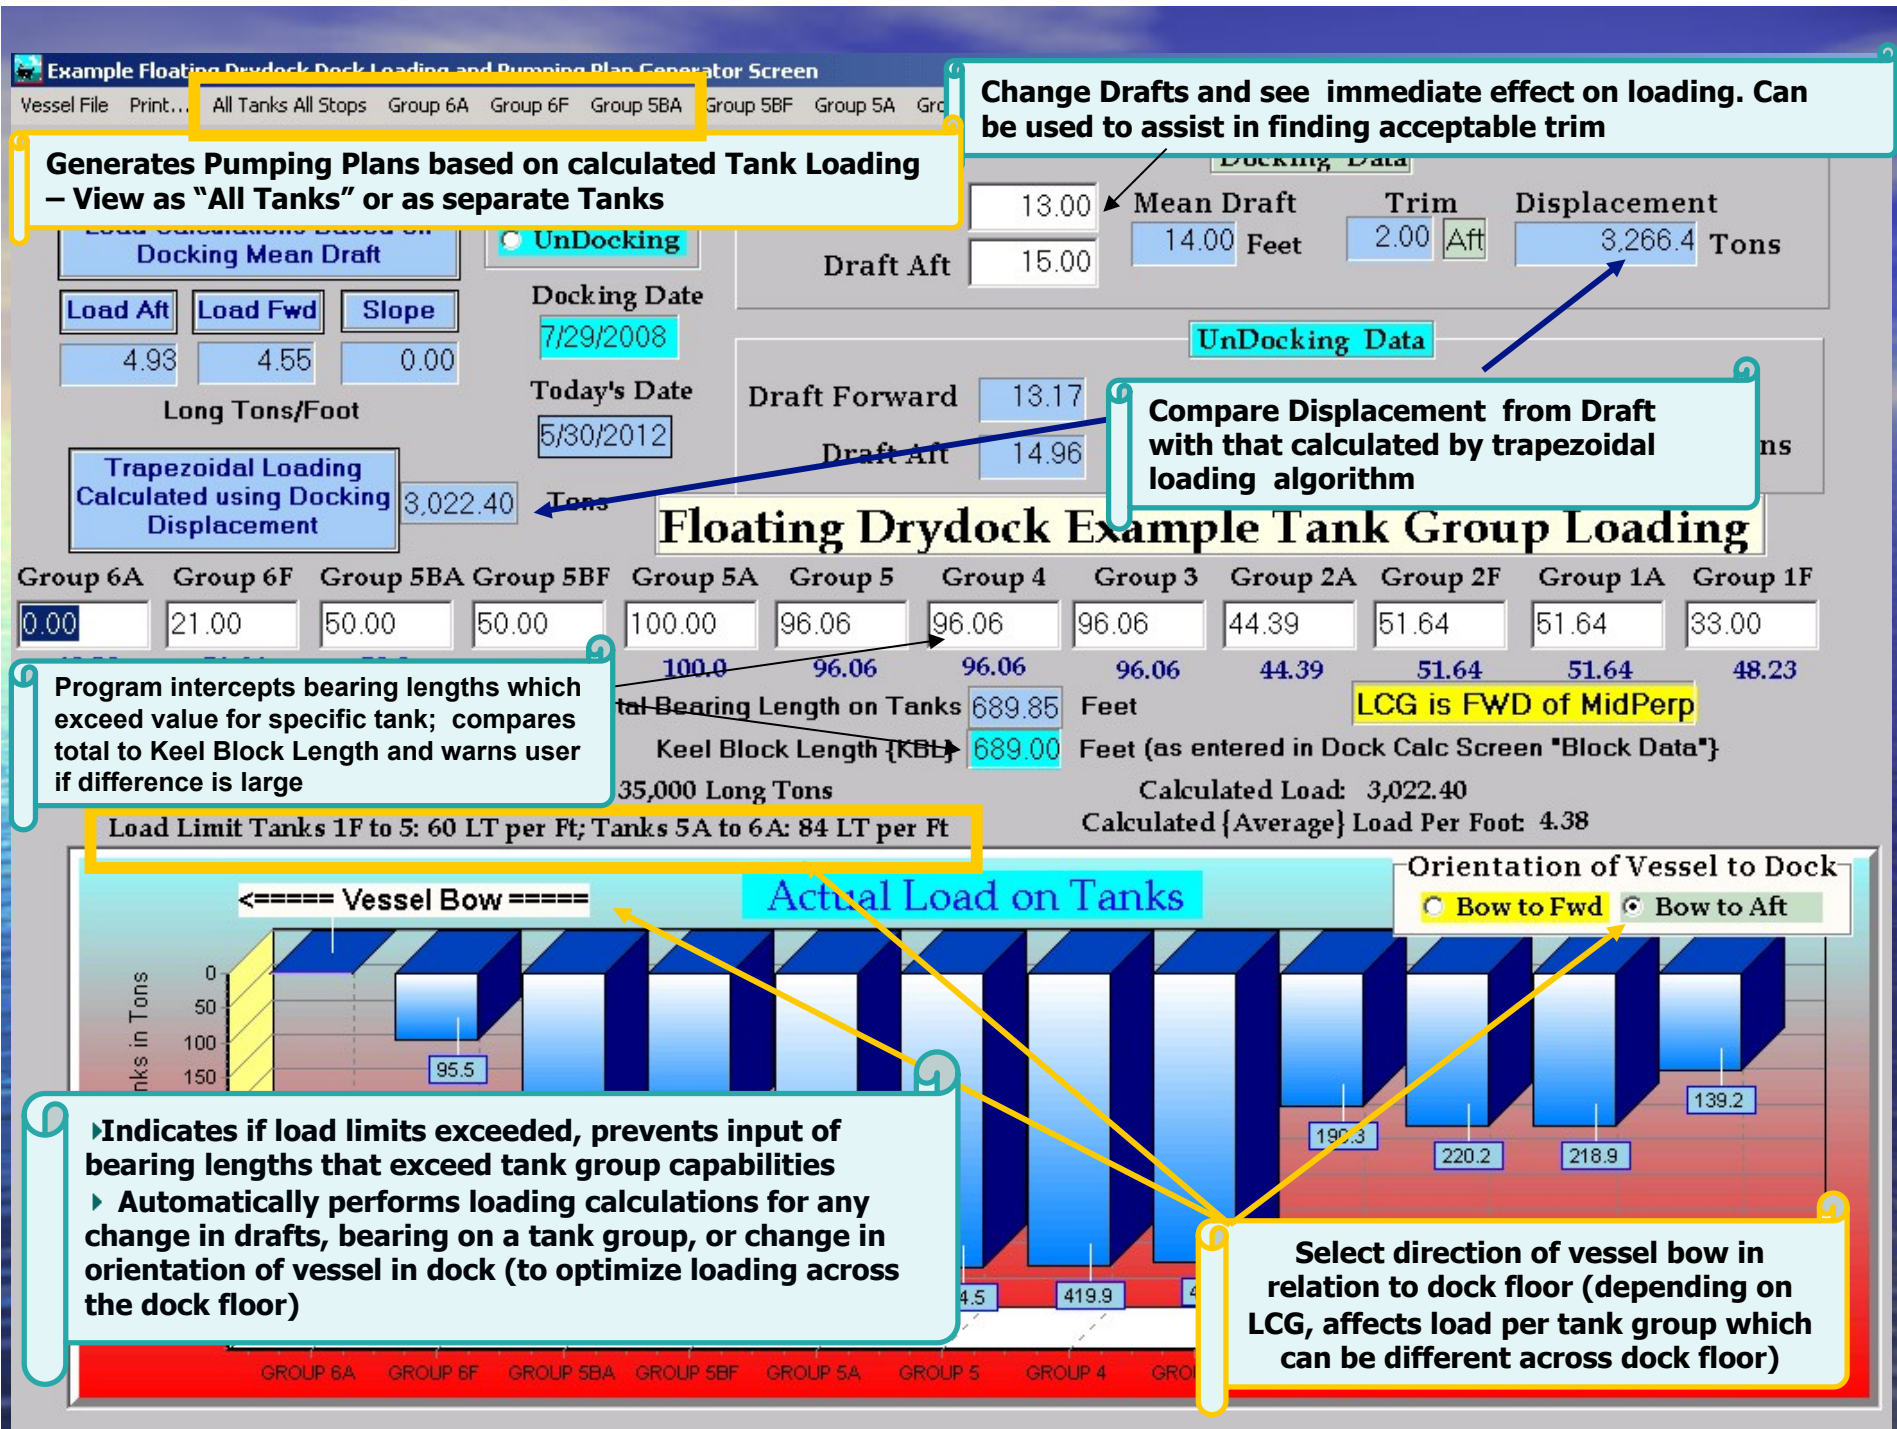 Example Floating Drydock Dock Loading and Pumping Plan Generator Screen
Vessel File Print... All Tanks All Stops Group 6A Group 6F Group 5BA Group 5BF Group 5A
Change Drafts and see immediate effect on loading. Can
be used to assist in finding acceptable trim
Generates Pumping Plans based on calculated Tank Loading
– View as “All Tanks” or as separate Tanks
Docking Data
13.00 Mean Draft Trim Displacement
14.00 Feet 2.00 Aft 3,266.4 Tons
Draft Aft 15.00
Load Calculations Based on
Docking Mean Draft
UnDocking
Load Aft Load Fwd Slope
4.93 4.55 0.00
Long Tons/Foot
Docking Date
7/29/2008
Today's Date
5/30/2012
UnDocking Data
Draft Forward 13.17
Draft Aft 14.96
Compare Displacement from Draft
with that calculated by trapezoidal
loading algorithm
Trapezoidal Loading
Calculated using Docking
Displacement
3,022.40 Tons
Floating Drydock Example Tank Group Loading
Group 6A Group 6F Group 5BA Group 5BF Group 5A Group 5 Group 4 Group 3 Group 2A Group 2F Group 1A Group 1F
0.00 21.00 50.00 50.00 100.00 96.06 96.06 96.06 44.39 51.64 51.64 33.00
100.0 96.06 96.06 96.06 44.39 51.64 51.64 48.23
Program intercepts bearing lengths which
exceed value for specific tank; compares
total to Keel Block Length and warns user
if difference is large
Bearing Length on Tanks 689.85 Feet
LCG is FWD of MidPerp
Keel Block Length {KBL} 689.00 Feet (as entered in Dock Calc Screen "Block Data"}
35,000 Long Tons Calculated Load: 3,022.40
Load Limit Tanks 1F to 5: 60 LT per Ft; Tanks 5A to 6A: 84 LT per Ft
Calculated {Average} Load Per Foot: 4.38
<===== Vessel Bow =====
Actual Load on Tanks
Orientation of Vessel to Dock
Bow to Fwd Bow to Aft
in Tons
0
50
100
150
95.5
190.3
220.2
218.9
139.2
419.9
Indicates if load limits exceeded, prevents input of
bearing lengths that exceed tank group capabilities
Automatically performs loading calculations for any
change in drafts, bearing on a tank group, or change in
orientation of vessel in dock (to optimize loading across
the dock floor)
Select direction of vessel bow in
relation to dock floor (depending on
LCG, affects load per tank group which
can be different across dock floor)
GROUP 6A GROUP 6F GROUP 5BA GROUP 5BF GROUP 5A GROUP 5 GROUP 4